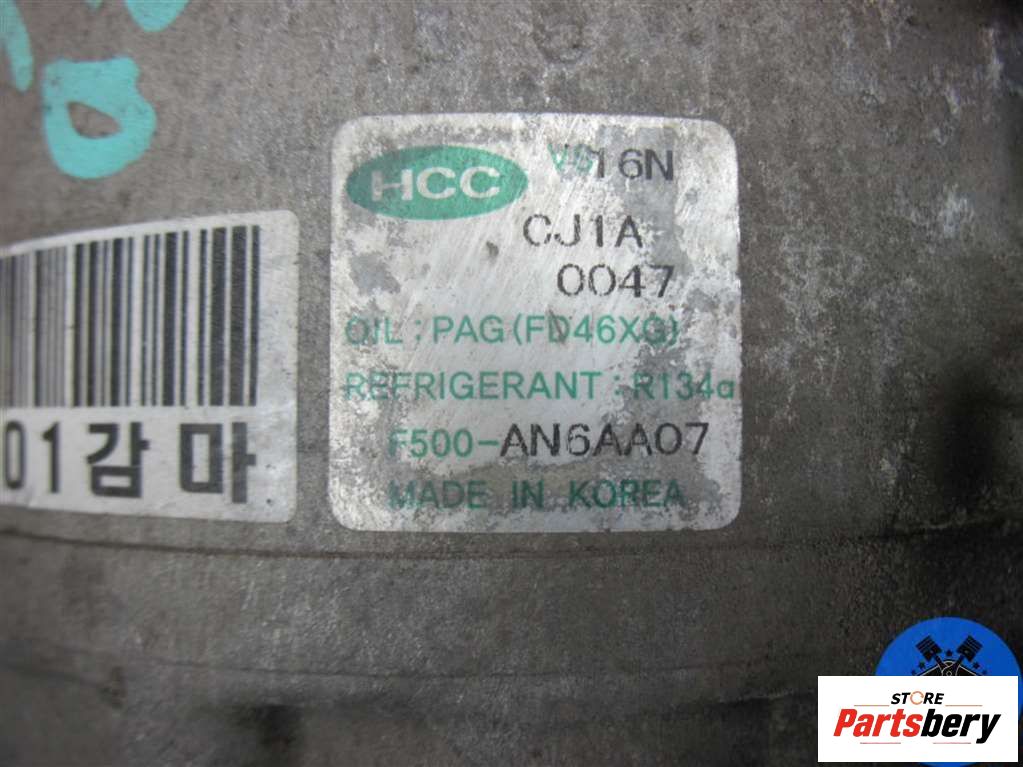 HCC
VS16N
CJ1A
0047
OIL : PAG(FD46XG)
REFRIGERANT : R134a
F500-AN6AA07
MADE IN KOREA
01감마
STORE
Partsbery